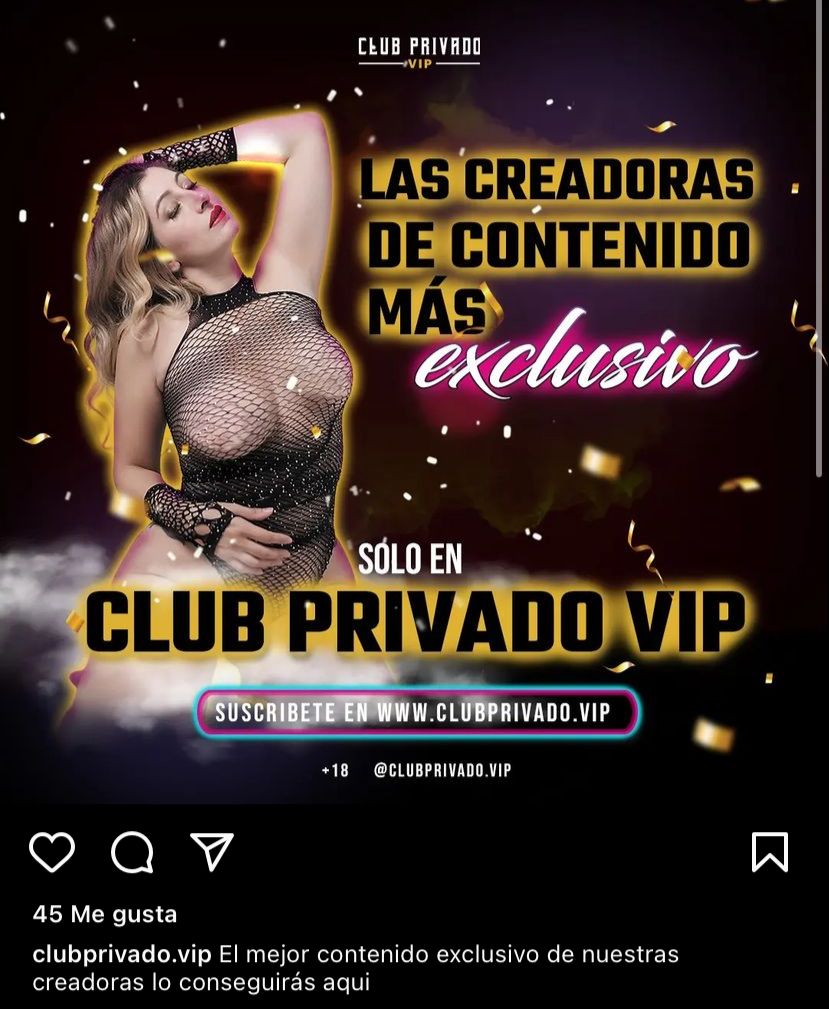 CLUB PRIVADO
VIP
LAS CREADORAS
DE CONTENIDO
MÁS
exclusivo
SOLO EN
CLUB PRIVADO VIP
SUSCRIBETE EN WWW.CLUBPRIVADO.VIP
+18 @CLUBPRIVADO.VIP
45 Me gusta
clubprivado.vip El mejor contenido exclusivo de nuestras
creadoras lo conseguirás aqui